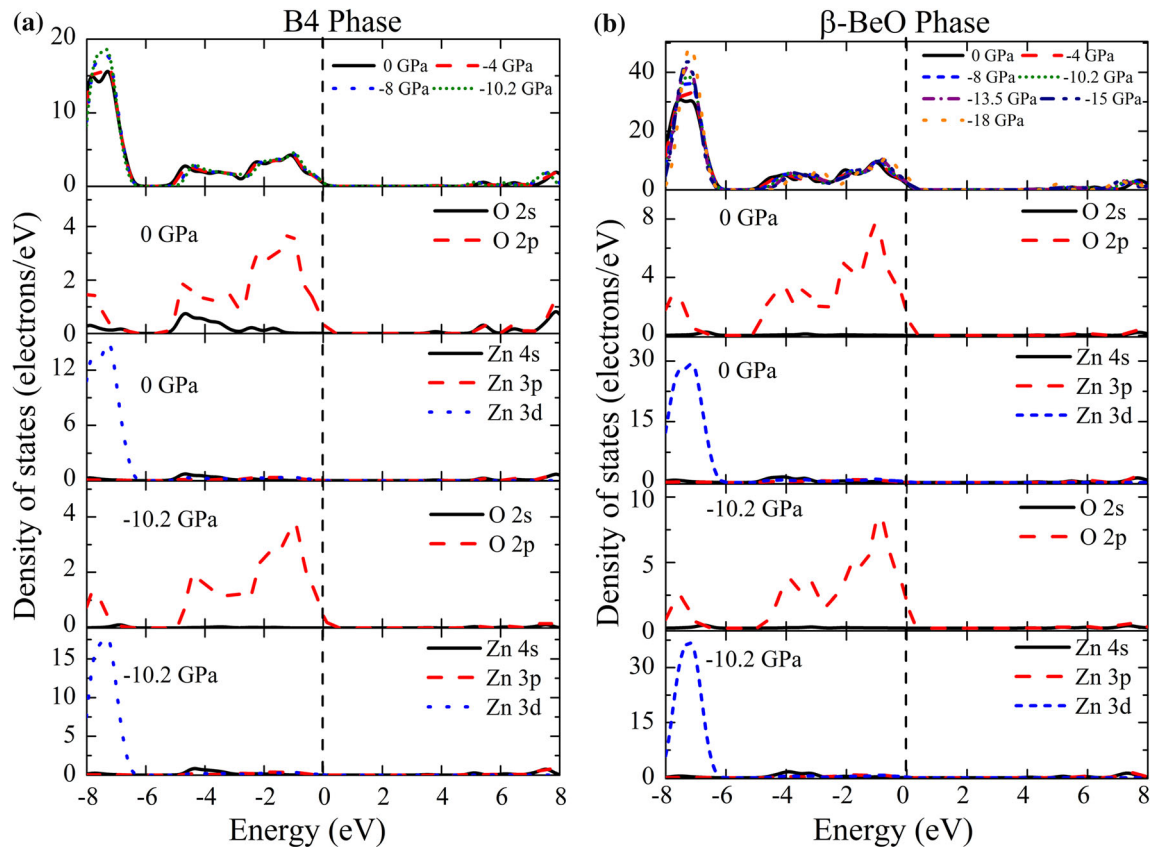 (a) B4 Phase
20
15
10
5
0
0 GPa -4 GPa
-8 GPa -10.2 GPa
4
2
0
0 GPa
O 2s
O 2p
15
12
9
6
3
0
0 GPa
Zn 4s
Zn 3p
Zn 3d
4
2
0
-10.2 GPa
O 2s
O 2p
15
10
5
0
-10.2 GPa
Zn 4s
Zn 3p
Zn 3d
-8 -6 -4 -2 0 2 4 6 8
Energy (eV)
Density of states (electrons/eV)
(b) β-BeO Phase
40
20
0
0 GPa -4 GPa
-8 GPa -10.2 GPa
-13.5 GPa -15 GPa
-18 GPa
8
4
0
0 GPa
O 2s
O 2p
30
15
0
0 GPa
Zn 4s
Zn 3p
Zn 3d
10
5
0
-10.2 GPa
O 2s
O 2p
30
15
0
-10.2 GPa
Zn 4s
Zn 3p
Zn 3d
-8 -6 -4 -2 0 2 4 6 8
Energy (eV)
Density of states (electrons/eV)